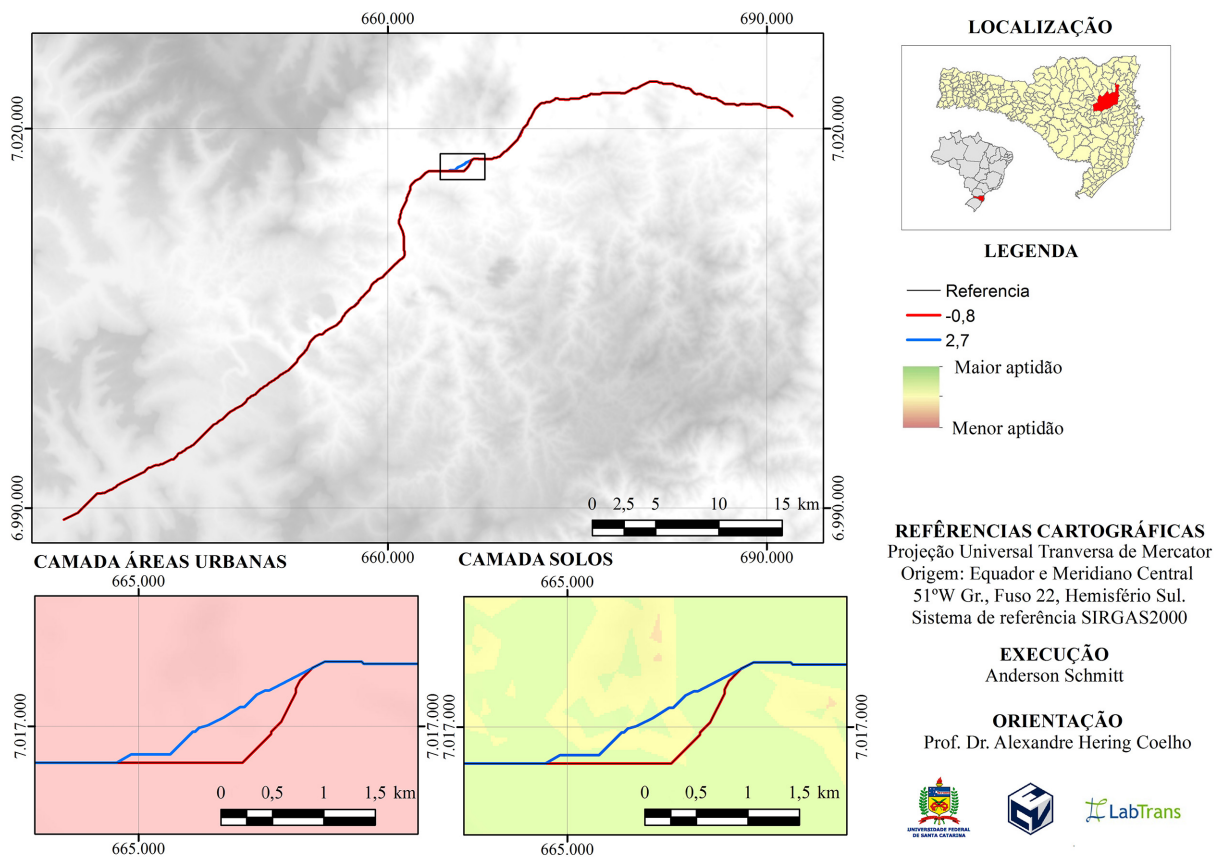 660.000
690.000
7.020.000
6.990.000
7.020.000
6.990.000
0 2,5 5 10 15 km
660.000
690.000
CAMADA ÁREAS URBANAS
CAMADA SOLOS
665.000
665.000
7.017.000
7.017.000
7.017.000
0 0,5 1 1,5 km
0 0,5 1 1,5 km
665.000
665.000
LOCALIZAÇÃO
LEGENDA
Referencia
-0,8
2,7
Maior aptidão
Menor aptidão
REFÊRENCIAS CARTOGRÁFICAS
Projeção Universal Tranversa de Mercator
Origem: Equador e Meridiano Central
51ºW Gr., Fuso 22, Hemisfério Sul.
Sistema de referência SIRGAS2000
EXECUÇÃO
Anderson Schmitt
ORIENTAÇÃO
Prof. Dr. Alexandre Hering Coelho
UNIVERSIDADE FEDERAL
DE SANTA CATARINA
LabTrans